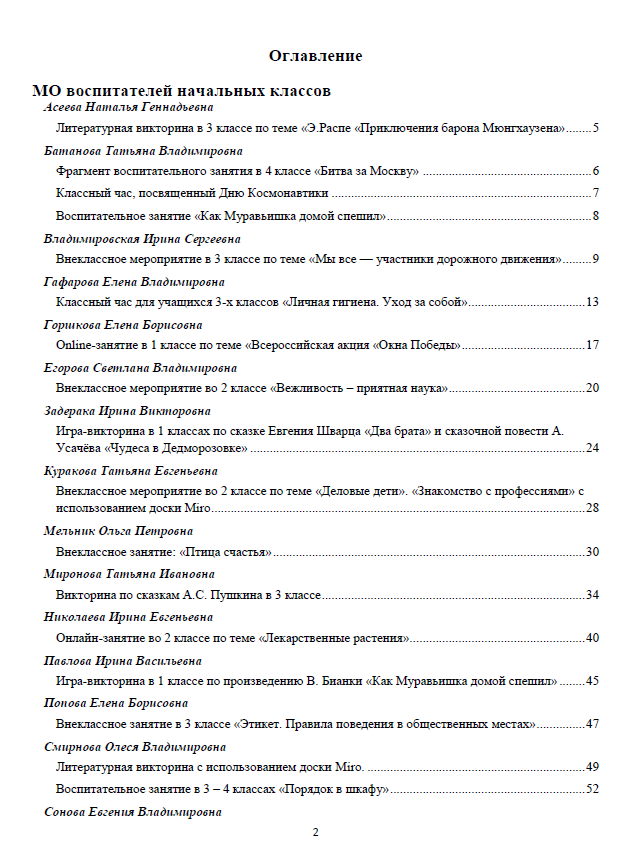 Оглавление
МО воспитателей начальных классов
Асеева Наталья Геннадьевна
Литературная викторина в 3 классе по теме «Э.Распе «Приключения барона Мюнгхаузена»........5
Батанова Татьяна Владимировна
Фрагмент воспитательного занятия в 4 классе «Битва за Москву» ........6
Классный час, посвященный Дню Космонавтики ........7
Воспитательное занятие «Как Муравьишка домой спешил»........8
Владимировская Ирина Сергеевна
Внеклассное мероприятие в 3 классе по теме «Мы все — участники дорожного движения»........9
Гафарова Елена Владимировна
Классный час для учащихся 3-х классов «Личная гигиена. Уход за собой»........13
Горшкова Елена Борисовна
Online-занятие в 1 классе по теме «Всероссийская акция «Окна Победы»........17
Егорова Светлана Владимировна
Внеклассное мероприятие во 2 классе «Вежливость – приятная наука»........20
Задерака Ирина Викторовна
Игра-викторина в 1 классах по сказке Евгения Шварца «Два брата» и сказочной повести А.
Усачёва «Чудеса в Дедморозовке» ........24
Куракова Татьяна Евгеньевна
Внеклассное мероприятие во 2 классе по теме «Деловые дети». «Знакомство с профессиями» с
использованием доски Miro........28
Мельник Ольга Петровна
Внеклассное занятие: «Птица счастья»........30
Миронова Татьяна Ивановна
Викторина по сказкам А.С. Пушкина в 3 классе........34
Николаева Ирина Евгеньевна
Онлайн-занятие во 2 классе по теме «Лекарственные растения»........40
Павлова Ирина Васильевна
Игра-викторина в 1 классе по произведению В. Бианки «Как Муравьишка домой спешил» ........45
Попова Елена Борисовна
Внеклассное занятие в 3 классе «Этикет. Правила поведения в общественных местах»........47
Смирнова Олеся Владимировна
Литературная викторина с использованием доски Miro. ........49
Воспитательное занятие в 3 – 4 классах «Порядок в шкафу»........52
Сонова Евгения Владимировна
2